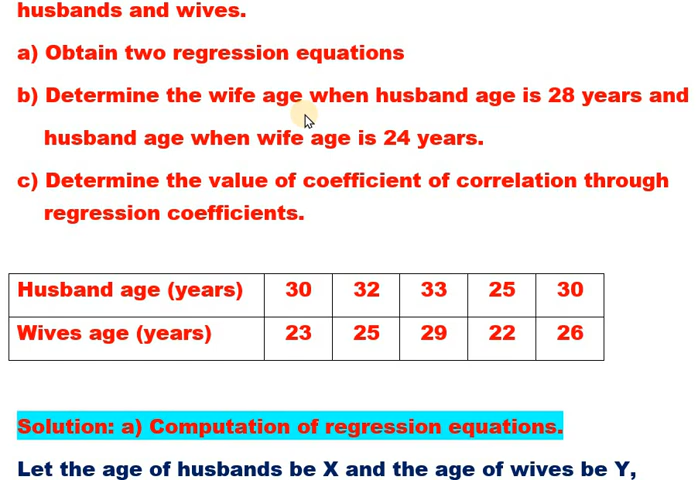 husbands and wives.
a) Obtain two regression equations
b) Determine the wife age when husband age is 28 years and
husband age when wife age is 24 years.
c) Determine the value of coefficient of correlation through
regression coefficients.
Husband age (years) 30 32 33 25 30
Wives age (years) 23 25 29 22 26
Solution: a) Computation of regression equations.
Let the age of husbands be X and the age of wives be Y,